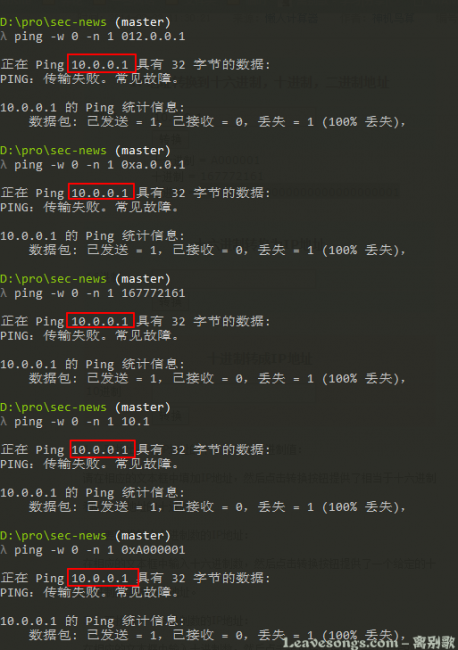 D:\pro\sec-news (master)
λ ping -w 0 -n 1 012.0.0.1
正在 Ping 10.0.0.1 具有 32 字节的数据:
PING: 传输失败。常见故障。
10.0.0.1 的 Ping 统计信息:
数据包: 已发送 = 1，已接收 = 0，丢失 = 1 (100% 丢失)，
D:\pro\sec-news (master)
λ ping -w 0 -n 1 0xa.0.0.1
正在 Ping 10.0.0.1 具有 32 字节的数据:
PING: 传输失败。常见故障。
10.0.0.1 的 Ping 统计信息:
数据包: 已发送 = 1，已接收 = 0，丢失 = 1 (100% 丢失)，
D:\pro\sec-news (master)
λ ping -w 0 -n 1 167772161
正在 Ping 10.0.0.1 具有 32 字节的数据:
PING: 传输失败。常见故障。
10.0.0.1 的 Ping 统计信息:
数据包: 已发送 = 1，已接收 = 0，丢失 = 1 (100% 丢失)，
D:\pro\sec-news (master)
λ ping -w 0 -n 1 10.1
正在 Ping 10.0.0.1 具有 32 字节的数据:
PING: 传输失败。常见故障。
10.0.0.1 的 Ping 统计信息:
数据包: 已发送 = 1，已接收 = 0，丢失 = 1 (100% 丢失)，
D:\pro\sec-news (master)
λ ping -w 0 -n 1 0xA000001
正在 Ping 10.0.0.1 具有 32 字节的数据:
PING: 传输失败。常见故障。
10.0.0.1 的 Ping 统计信息:
数据包: 已发送 = 1，已接收 = 0，丢失 = 1 (100% 丢失)，
Leavesongs.com – 离别歌